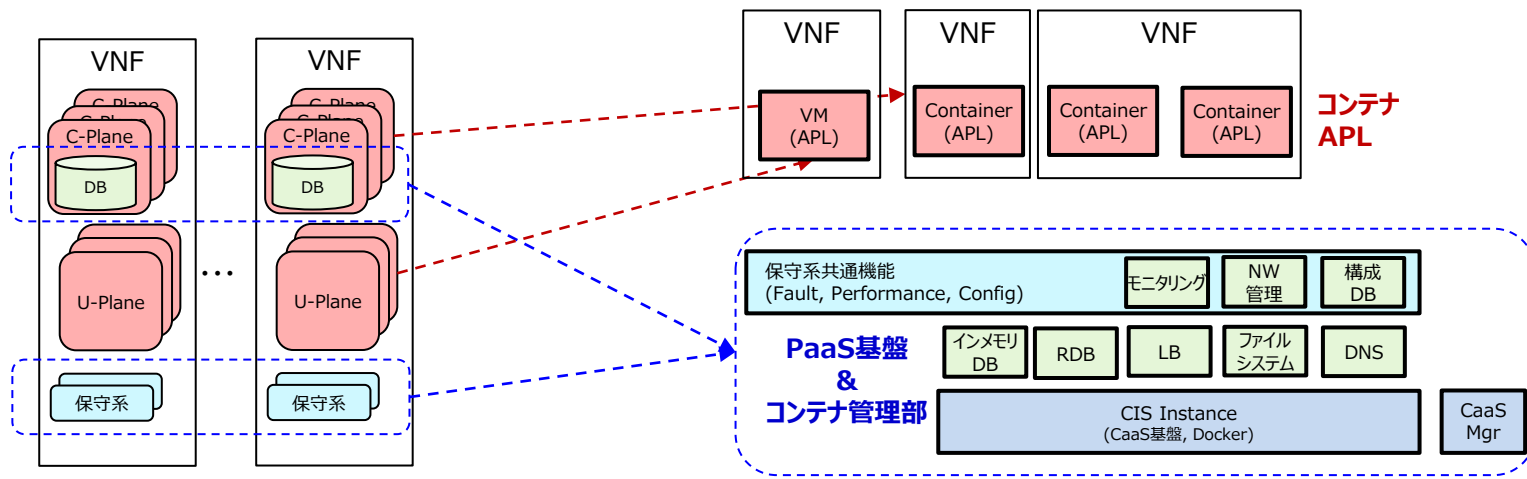 VNF
C-Plane
C-Plane
C-Plane
DB
U-Plane
保守系
…
VNF
C-Plane
C-Plane
C-Plane
DB
U-Plane
保守系
VNF
VM
(APL)
VNF
Container
(APL)
VNF
Container
(APL)
Container
(APL)
コンテナ
APL
保守系共通機能
(Fault, Performance, Config)
モニタリング
NW
管理
構成
DB
PaaS基盤
&
コンテナ管理部
インメモリ
DB
RDB
LB
ファイル
システム
DNS
CIS Instance
(CaaS基盤, Docker)
CaaS
Mgr